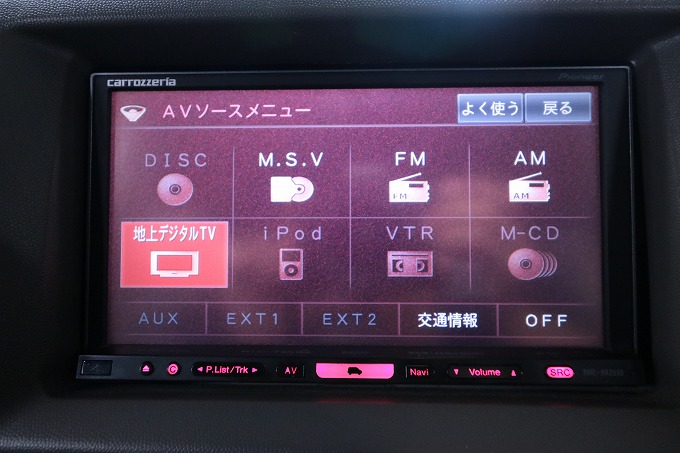 carrozzeria
Pioneer
AVソースメニュー
よく使う
戻る
DISC
M.S.V
FM
AM
FM
AM
地上デジタルTV
iPod
VTR
M-CD
AUX
EXT1
EXT2
交通情報
OFF
P.List/Trk
AV
Navi
Volume
SRC